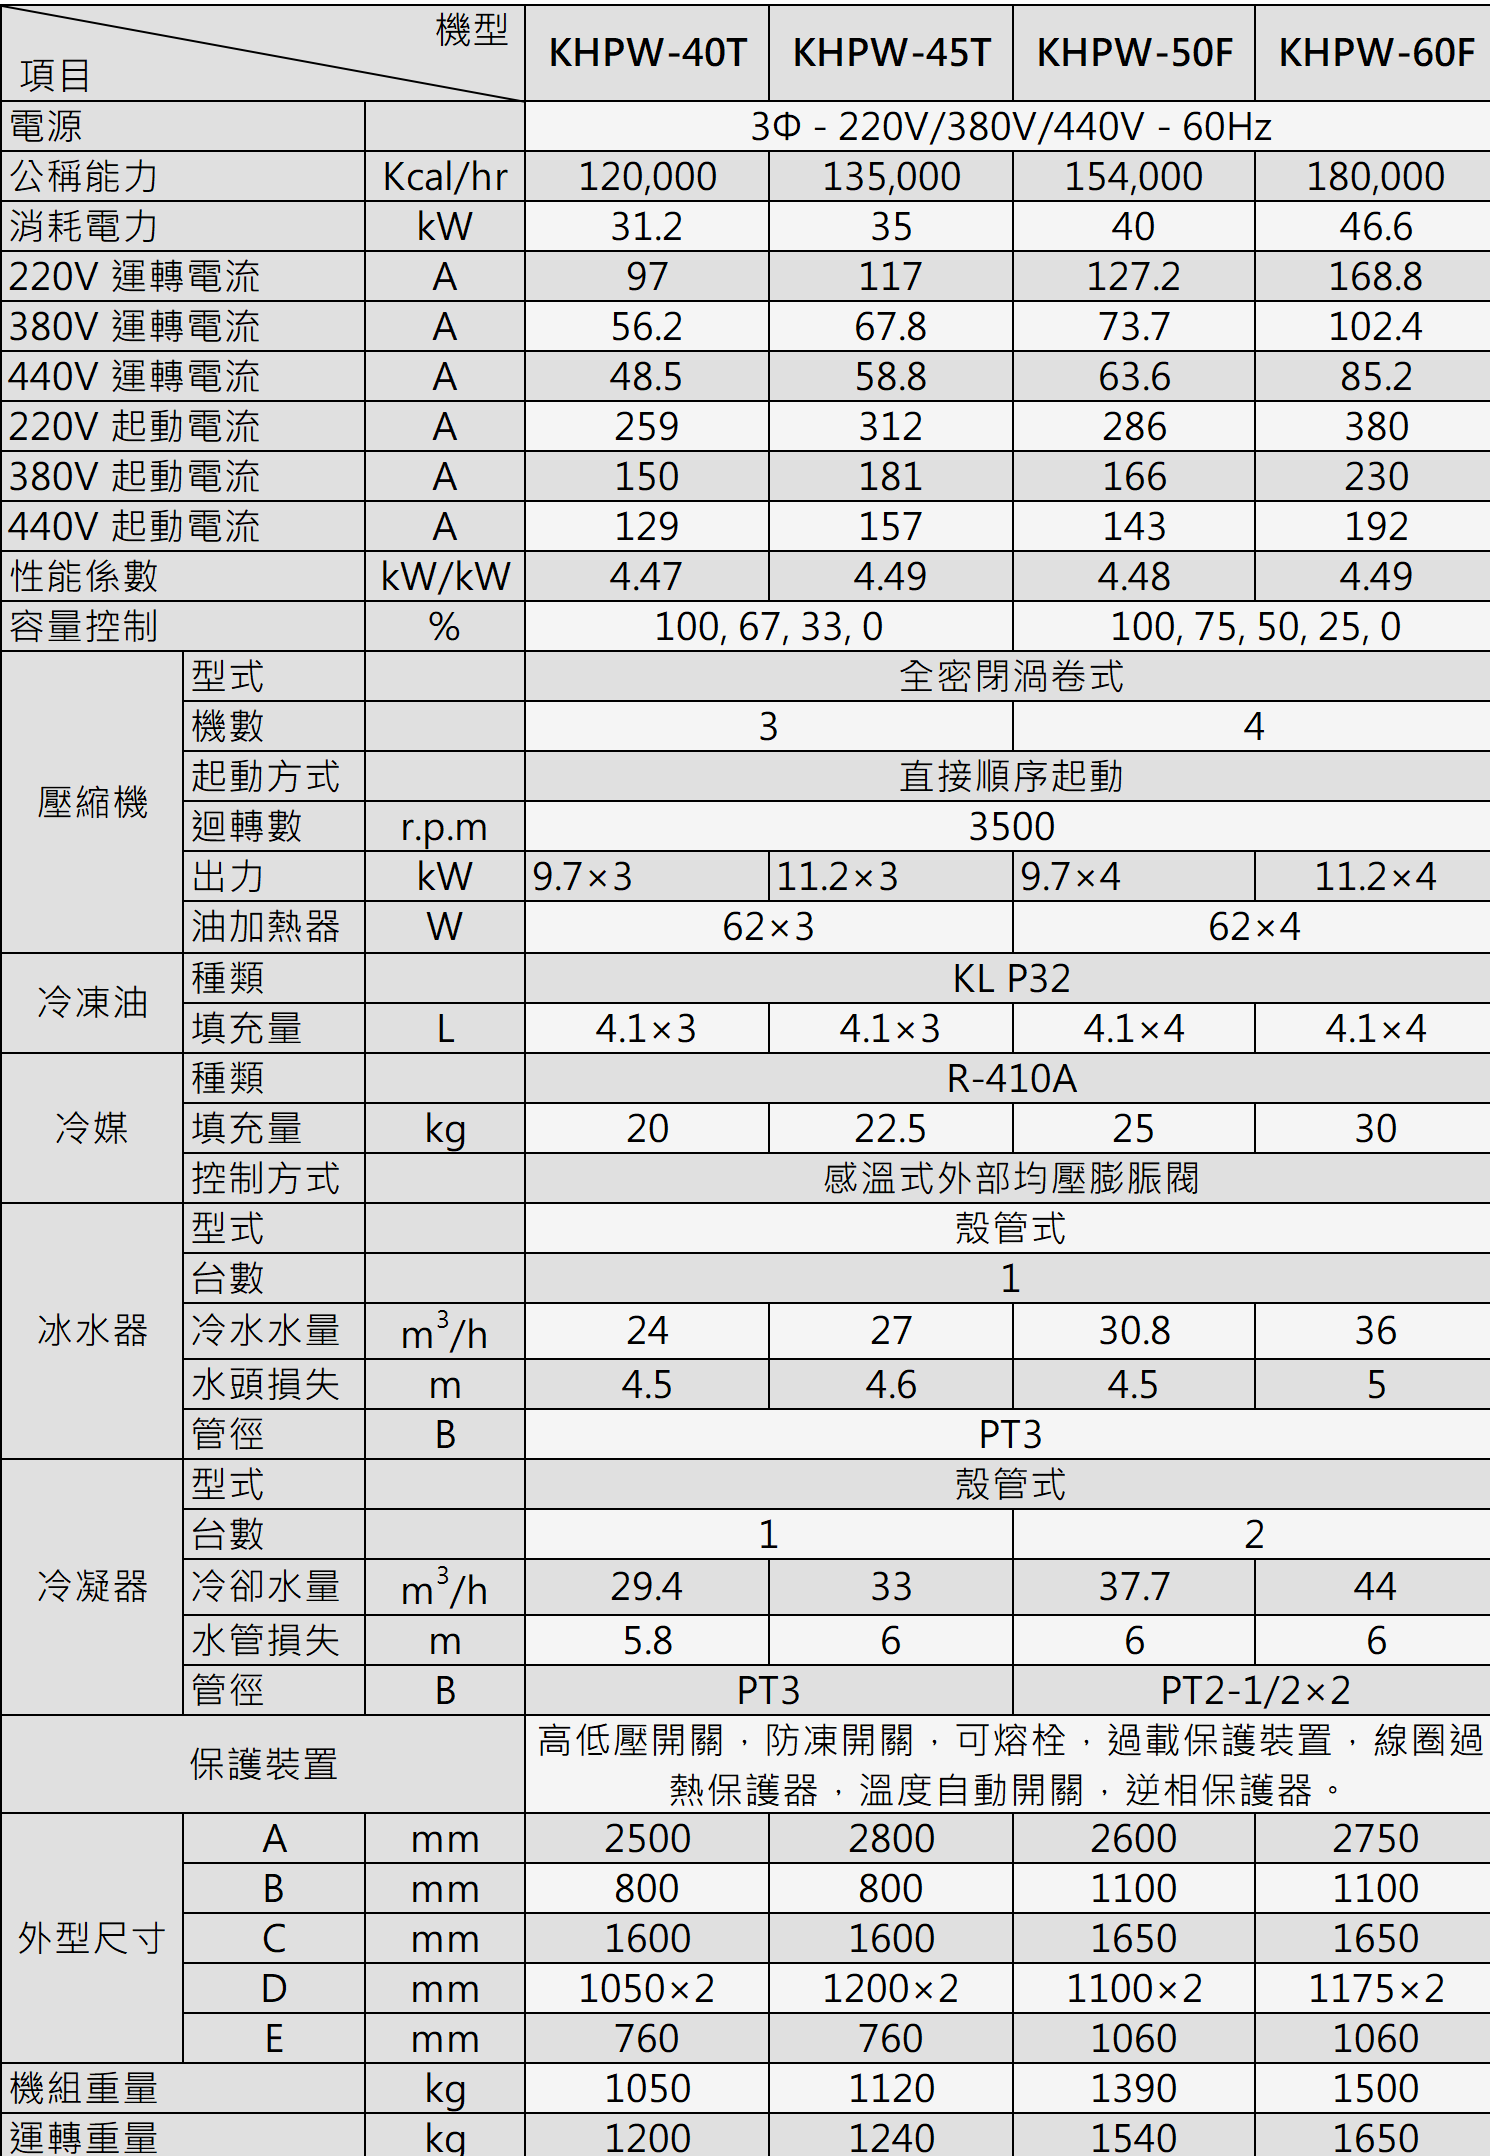 機型 KHPW-40T KHPW-45T KHPW-50F KHPW-60F
項目
電源 3Φ - 220V/380V/440V - 60Hz
公稱能力 Kcal/hr 120,000 135,000 154,000 180,000
消耗電力 kW 31.2 35 40 46.6
220V 運轉電流 A 97 117 127.2 168.8
380V 運轉電流 A 56.2 67.8 73.7 102.4
440V 運轉電流 A 48.5 58.8 63.6 85.2
220V 起動電流 A 259 312 286 380
380V 起動電流 A 150 181 166 230
440V 起動電流 A 129 157 143 192
性能係數 kW/kW 4.47 4.49 4.48 4.49
容量控制 % 100, 67, 33, 0 100, 75, 50, 25, 0
壓縮機
型式 全密閉渦卷式
機數 3 4
起動方式 直接順序起動
迴轉數 r.p.m 3500
出力 kW 9.7×3 11.2×3 9.7×4 11.2×4
油加熱器 W 62×3 62×4
冷凍油
種類 KL P32
填充量 L 4.1×3 4.1×3 4.1×4 4.1×4
冷媒
種類 R-410A
填充量 kg 20 22.5 25 30
控制方式 感溫式外部均壓膨脹閥
冰水器
型式 殼管式
台數 1
冷水水量 m³/h 24 27 30.8 36
水頭損失 m 4.5 4.6 4.5 5
管徑 B PT3
冷凝器
型式 殼管式
台數 1 2
冷卻水量 m³/h 29.4 33 37.7 44
水管損失 m 5.8 6 6 6
管徑 B PT3 PT2-1/2×2
保護裝置
高低壓開關，防凍開關，可熔栓，過載保護裝置，線圈過
熱保護器，溫度自動開關，逆相保護器。
外型尺寸
A mm 2500 2800 2600 2750
B mm 800 800 1100 1100
C mm 1600 1600 1650 1650
D mm 1050×2 1200×2 1100×2 1175×2
E mm 760 760 1060 1060
機組重量 kg 1050 1120 1390 1500
運轉重量 kg 1200 1240 1540 1650